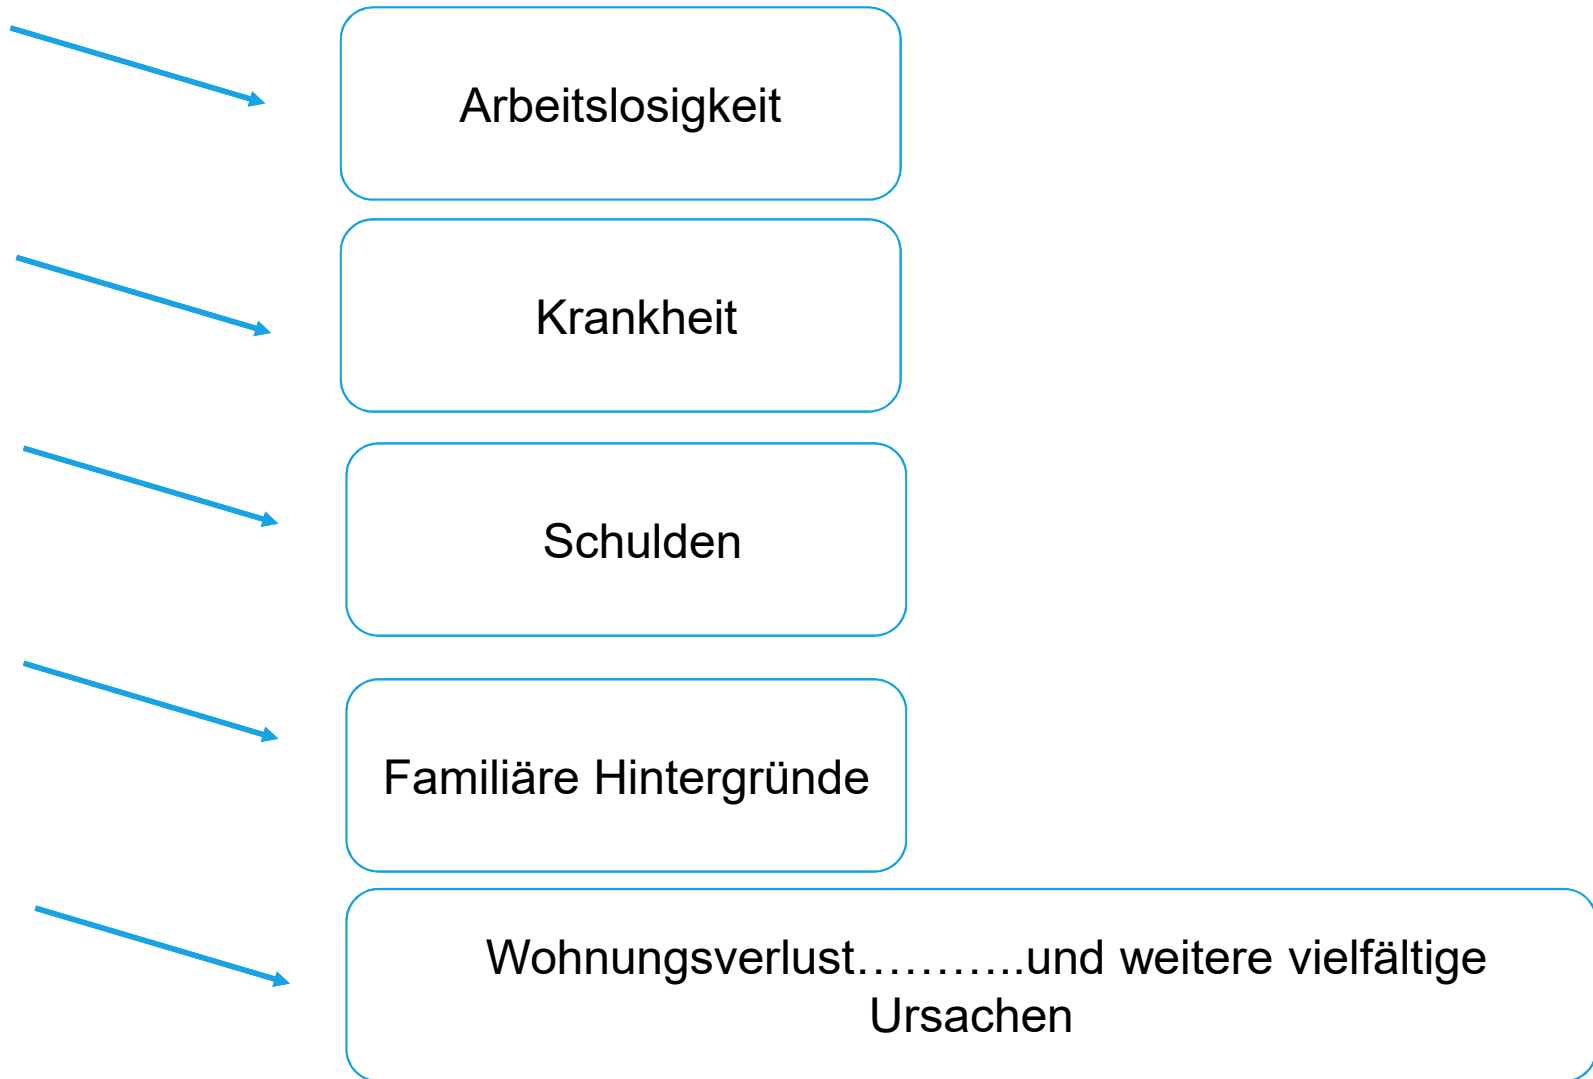 Arbeitslosigkeit
Krankheit
Schulden
Familiäre Hintergründe
Wohnungsverlust………..und weitere vielfältige
Ursachen